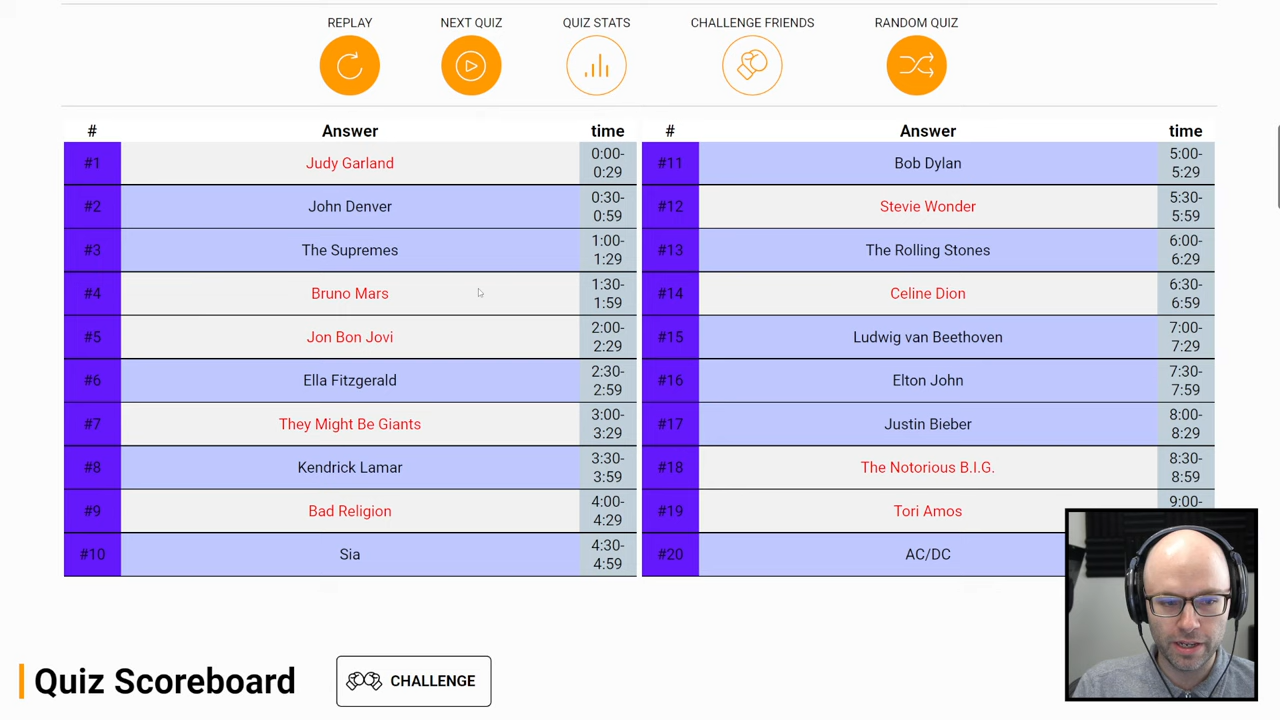 REPLAY
NEXT QUIZ
QUIZ STATS
CHALLENGE FRIENDS
RANDOM QUIZ
# Answer time
#1 Judy Garland 0:00-
0:29
#2 John Denver 0:30-
0:59
#3 The Supremes 1:00-
1:29
#4 Bruno Mars 1:30-
1:59
#5 Jon Bon Jovi 2:00-
2:29
#6 Ella Fitzgerald 2:30-
2:59
#7 They Might Be Giants 3:00-
3:29
#8 Kendrick Lamar 3:30-
3:59
#9 Bad Religion 4:00-
4:29
#10 Sia 4:30-
4:59
# Answer time
#11 Bob Dylan 5:00-
5:29
#12 Stevie Wonder 5:30-
5:59
#13 The Rolling Stones 6:00-
6:29
#14 Celine Dion 6:30-
6:59
#15 Ludwig van Beethoven 7:00-
7:29
#16 Elton John 7:30-
7:59
#17 Justin Bieber 8:00-
8:29
#18 The Notorious B.I.G. 8:30-
8:59
#19 Tori Amos 9:00-
#20 AC/DC
Quiz Scoreboard
CHALLENGE